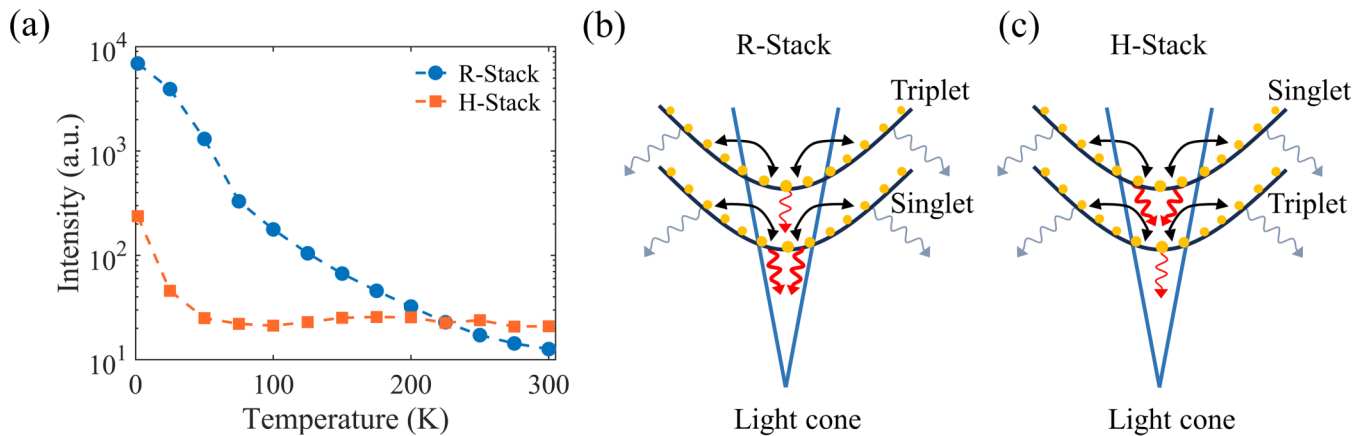 (a)
10^4
10^3
10^2
10^1
Intensity (a.u.)
R-Stack
H-Stack
0
100
200
300
Temperature (K)
(b)
R-Stack
Triplet
Singlet
Light cone
(c)
H-Stack
Singlet
Triplet
Light cone